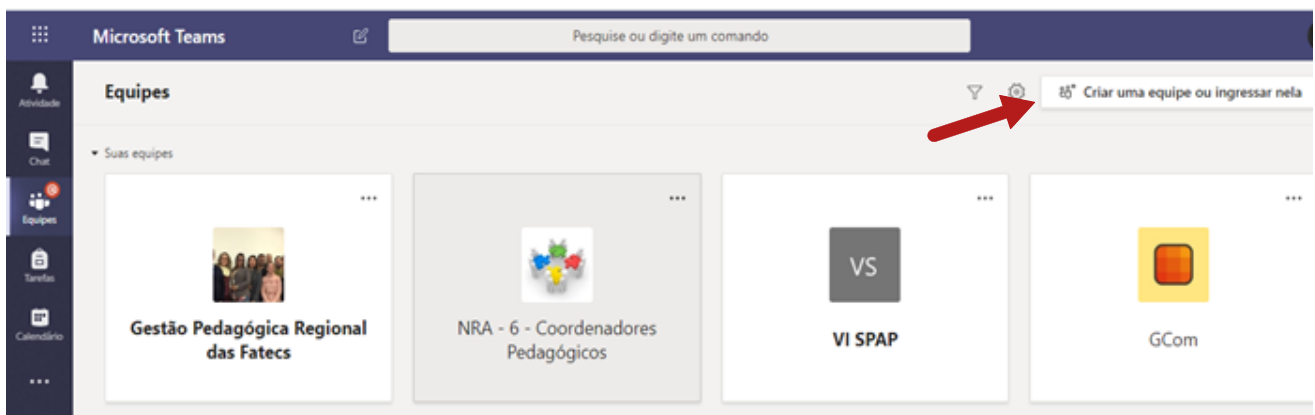 Microsoft Teams
Pesquise ou digite um comando
Atividade
Chat
Equipes
Tarefas
Calendário
Equipes
Criar uma equipe ou ingressar nela
Suas equipes
Gestão Pedagógica Regional
das Fatecs
NRA - 6 - Coordenadores
Pedagógicos
VS
VI SPAP
GCom